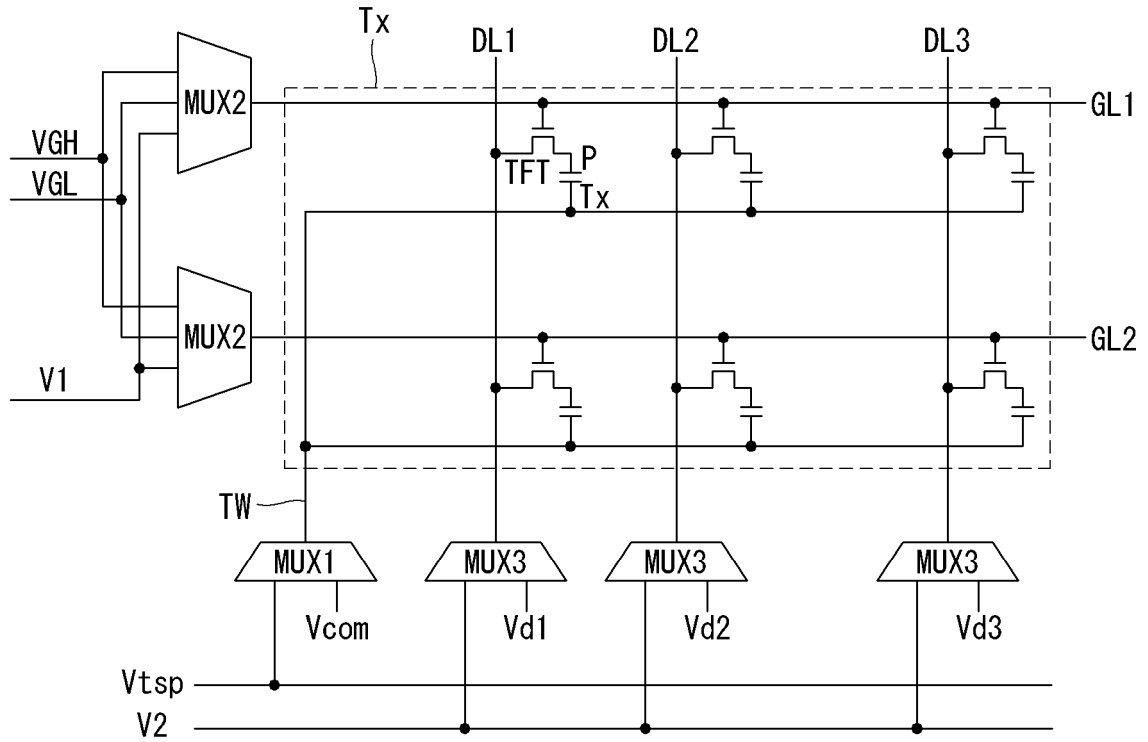 Tx DL1 DL2 DL3
MUX2 GL1
VGH
VGL
TFT P
Tx
MUX2 GL2
V1
TW
MUX1 MUX3 MUX3 MUX3
Vcom Vd1 Vd2 Vd3
Vtsp
V2